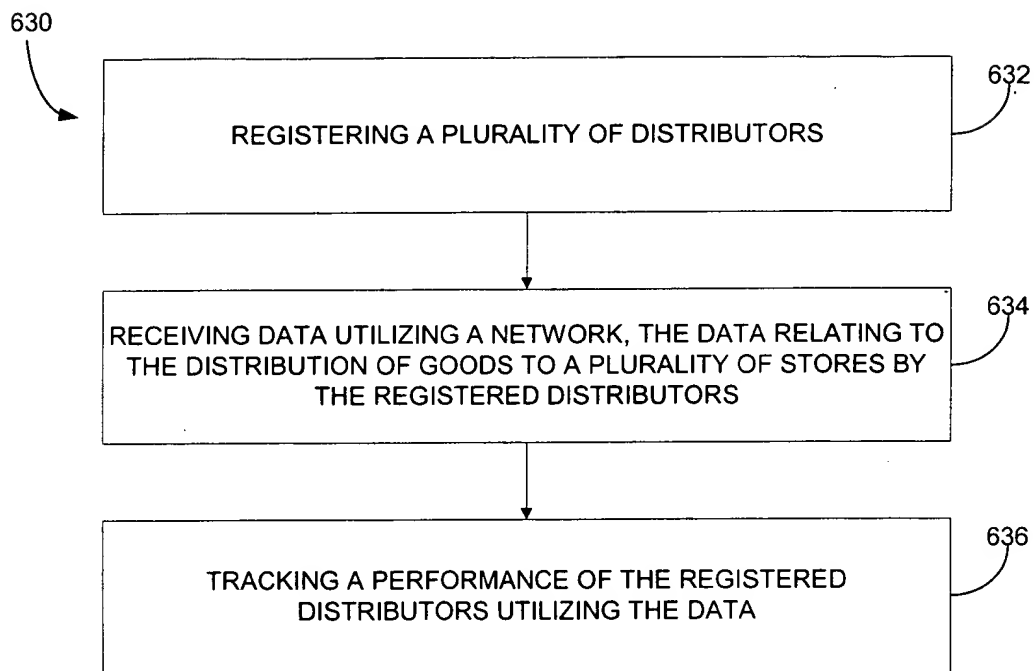 630
632
REGISTERING A PLURALITY OF DISTRIBUTORS
634
RECEIVING DATA UTILIZING A NETWORK, THE DATA RELATING TO
THE DISTRIBUTION OF GOODS TO A PLURALITY OF STORES BY
THE REGISTERED DISTRIBUTORS
636
TRACKING A PERFORMANCE OF THE REGISTERED
DISTRIBUTORS UTILIZING THE DATA